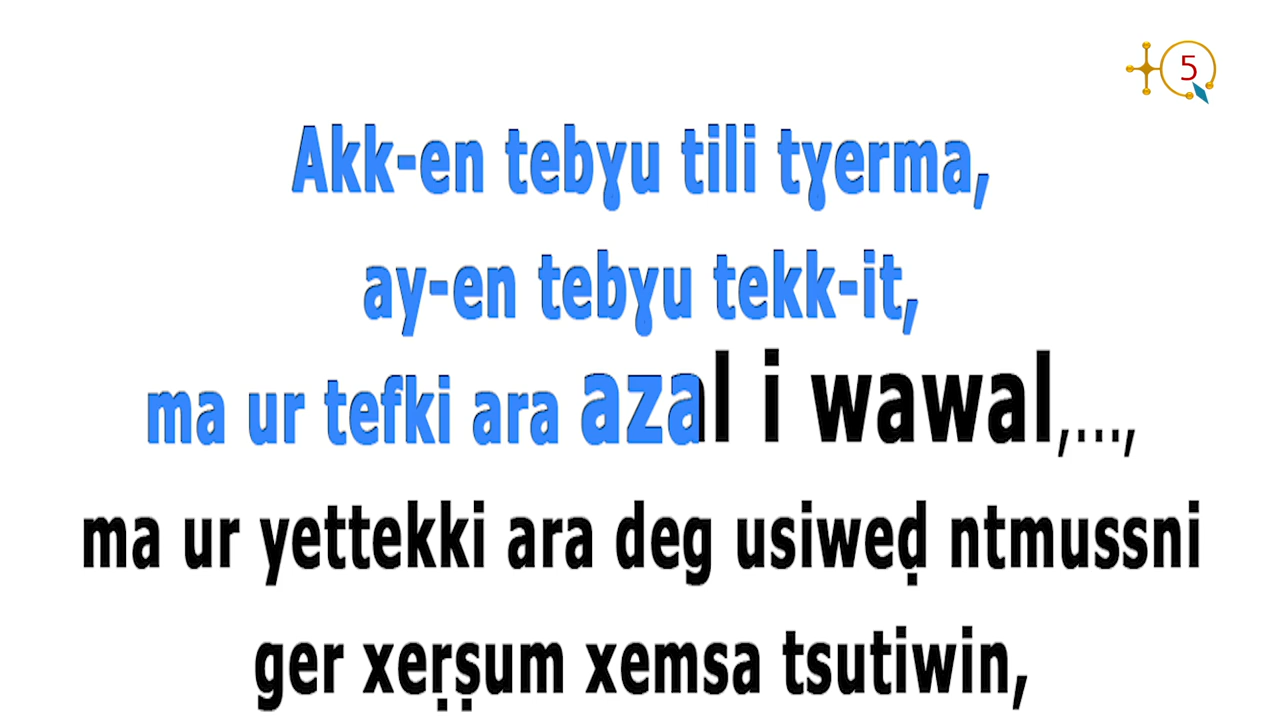 5
Akk-en tebɣu tili tɣerma,
ay-en tebɣu tekk-it,
ma ur tefki ara azal i wawal,...,
ma ur yettekki ara deg usiweḍ ntmussni
ger xeṛṣum xemsa tsutiwin,